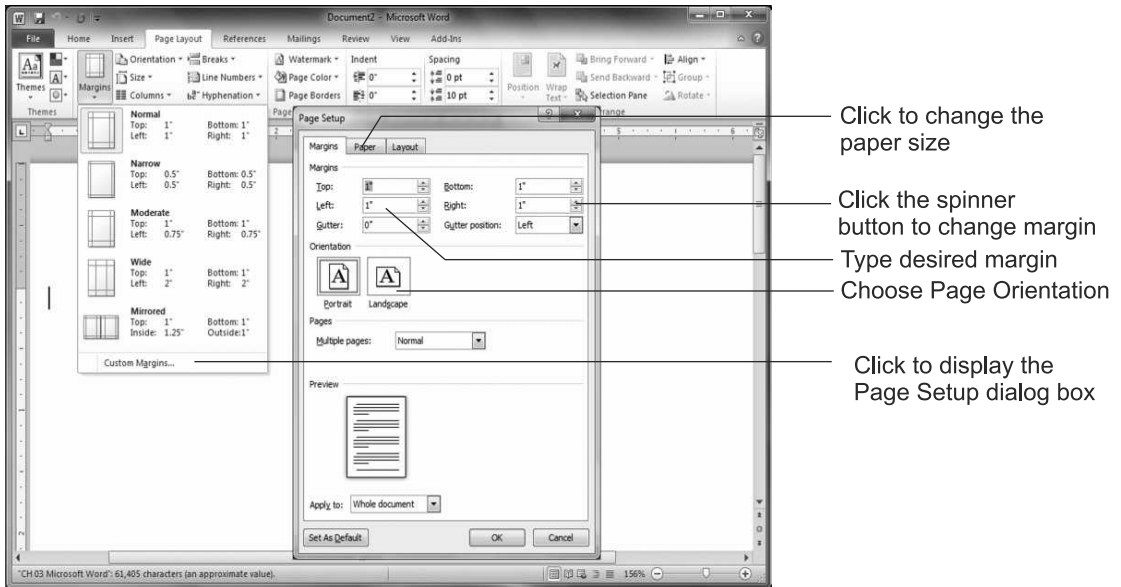 Document2 - Microsoft Word
File Home Insert Page Layout References Mailings Review View Add-Ins
Themes
Margins
Orientation
Size
Columns
Breaks
Line Numbers
Hyphenation
Watermark
Page Color
Page Borders
Indent
0"
0"
Spacing
0 pt
10 pt
Position
Wrap Text
Bring Forward
Send Backward
Selection Pane
Align
Group
Rotate
Themes
Page
range
Normal
Top: 1" Bottom: 1"
Left: 1" Right: 1"
Narrow
Top: 0.5" Bottom: 0.5"
Left: 0.5" Right: 0.5"
Moderate
Top: 1" Bottom: 1"
Left: 0.75" Right: 0.75"
Wide
Top: 1" Bottom: 1"
Left: 2" Right: 2"
Mirrored
Top: 1" Bottom: 1"
Inside: 1.25" Outside: 1"
Custom Margins...
Page Setup
Margins Paper Layout
Margins
Top: 1" Bottom: 1"
Left: 1" Right: 1"
Gutter: 0" Gutter position: Left
Orientation
Portrait Landscape
Pages
Multiple pages: Normal
Preview
Apply to: Whole document
Set As Default OK Cancel
"CH 03 Microsoft Word": 61,405 characters (an approximate value).
156%
Click to change the
paper size
Click the spinner
button to change margin
Type desired margin
Choose Page Orientation
Click to display the
Page Setup dialog box